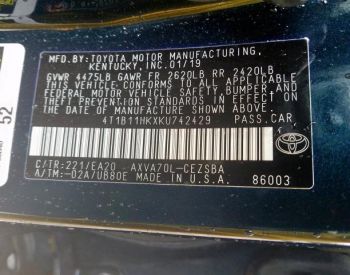 MFD. BY:TOYOTA MOTOR MANUFACTURING,
KENTUCKY, INC. 01/19
GVWR 4475LB GAWR FR 2620LB RR 2420LB
THIS VEHICLE CONFORMS TO ALL APPLICABLE
FEDERAL MOTOR VEHICLE SAFETY, BUMPER,
AND THEFT PREVENTION STANDARDS IN EFFECT
ON THE DATE OF MANUFACTURE SHOWN ABOVE.
4T1B11HKXKU742429 PASS.CAR
C/TR:221/EA20 AXVA70L-CEZSBA
A/TM:-02A/UB80E MADE IN U.S.A.
86003
52